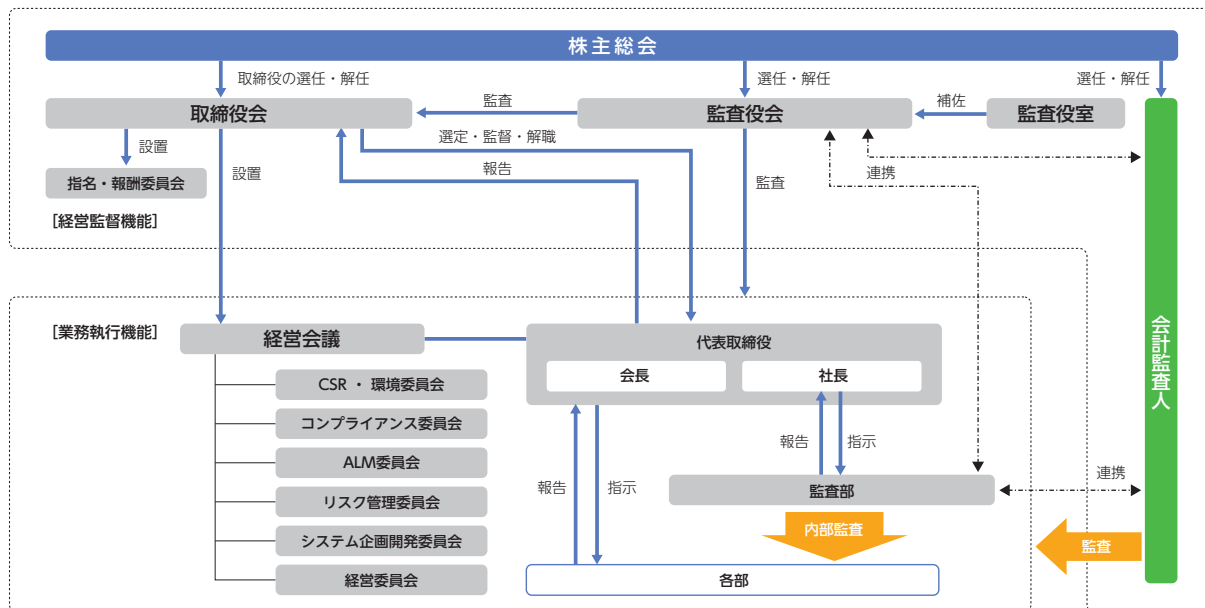 株主総会
取締役の選任・解任
選任・解任
選任・解任
取締役会
監査
監査役会
補佐
監査役室
設置
選定・監督・解職
指名・報酬委員会
設置
報告
監査
連携
[経営監督機能]
[業務執行機能]
経営会議
代表取締役
会長
社長
会計監査人
CSR ・ 環境委員会
コンプライアンス委員会
ALM委員会
リスク管理委員会
システム企画開発委員会
経営委員会
報告
指示
報告
指示
監査部
連携
内部監査
監査
各部